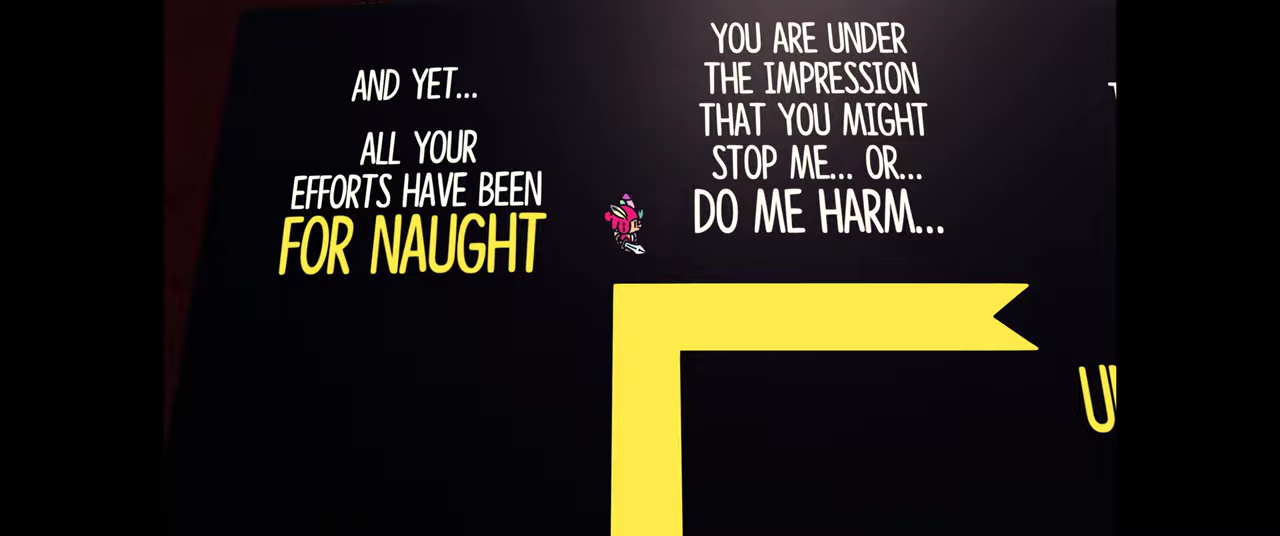 AND YET...
ALL YOUR
EFFORTS HAVE BEEN
FOR NAUGHT
YOU ARE UNDER
THE IMPRESSION
THAT YOU MIGHT
STOP ME... OR...
DO ME HARM...